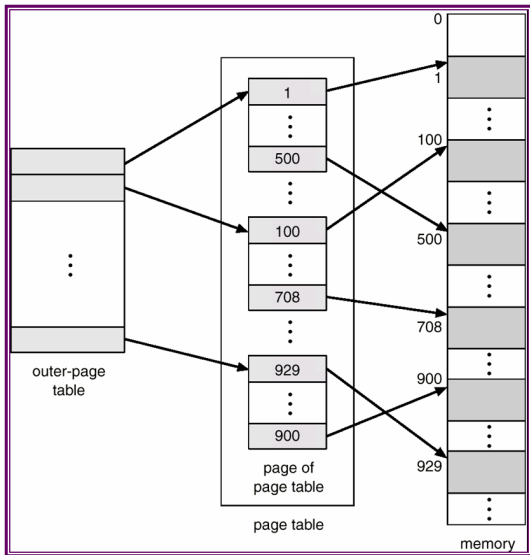 0
1
1
100
500
500
100
708
708
929
900
900
929
outer-page
table
page of
page table
page table
memory